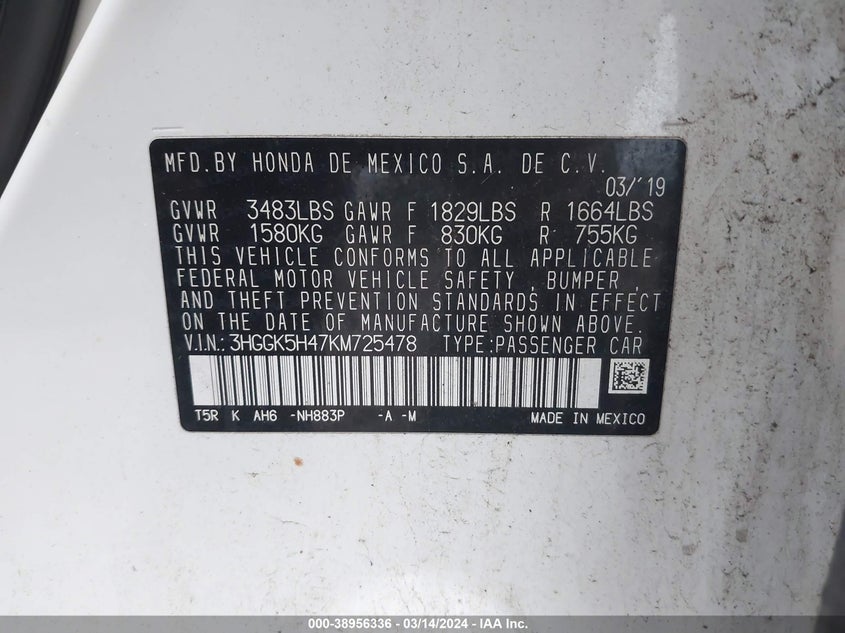 MFD.BY HONDA DE MEXICO S.A. DE C.V.
03/'19
GVWR 3483LBS GAWR F 1829LBS R 1664LBS
GVWR 1580KG GAWR F 830KG R 755KG
THIS VEHICLE CONFORMS TO ALL APPLICABLE
FEDERAL MOTOR VEHICLE SAFETY , BUMPER ,
AND THEFT PREVENTION STANDARDS IN EFFECT
ON THE DATE OF MANUFACTURE SHOWN ABOVE.
V.I.N.: 3HGGK5H47KM725478 TYPE:PASSENGER CAR
T5R K AH6 -NH883P -A -M MADE IN MEXICO
000-38956336 - 03/14/2024 - IAA Inc.